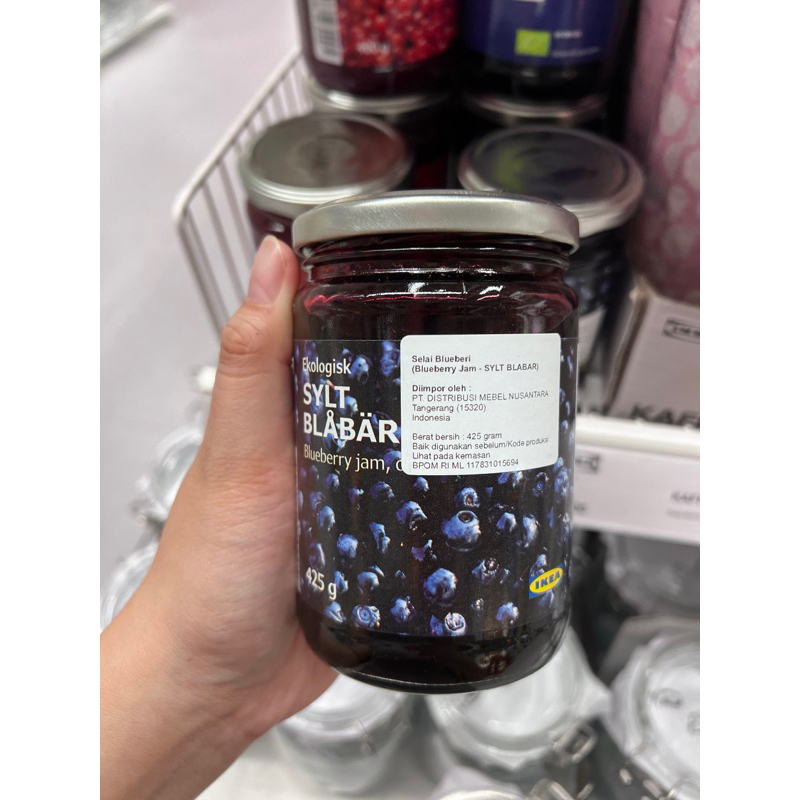 Ekologisk
SYLT
BLÅBÄR
Blueberry jam,
425 g
IKEA
Selai Blueberi
(Blueberry Jam - SYLT BLABAR)
Diimpor oleh :
PT. DISTRIBUSI MEBEL NUSANTARA
Tangerang (15320)
Indonesia
Berat bersih : 425 gram
Baik digunakan sebelum/Kode produksi
Lihat pada kemasan
BPOM RI ML 117831015694